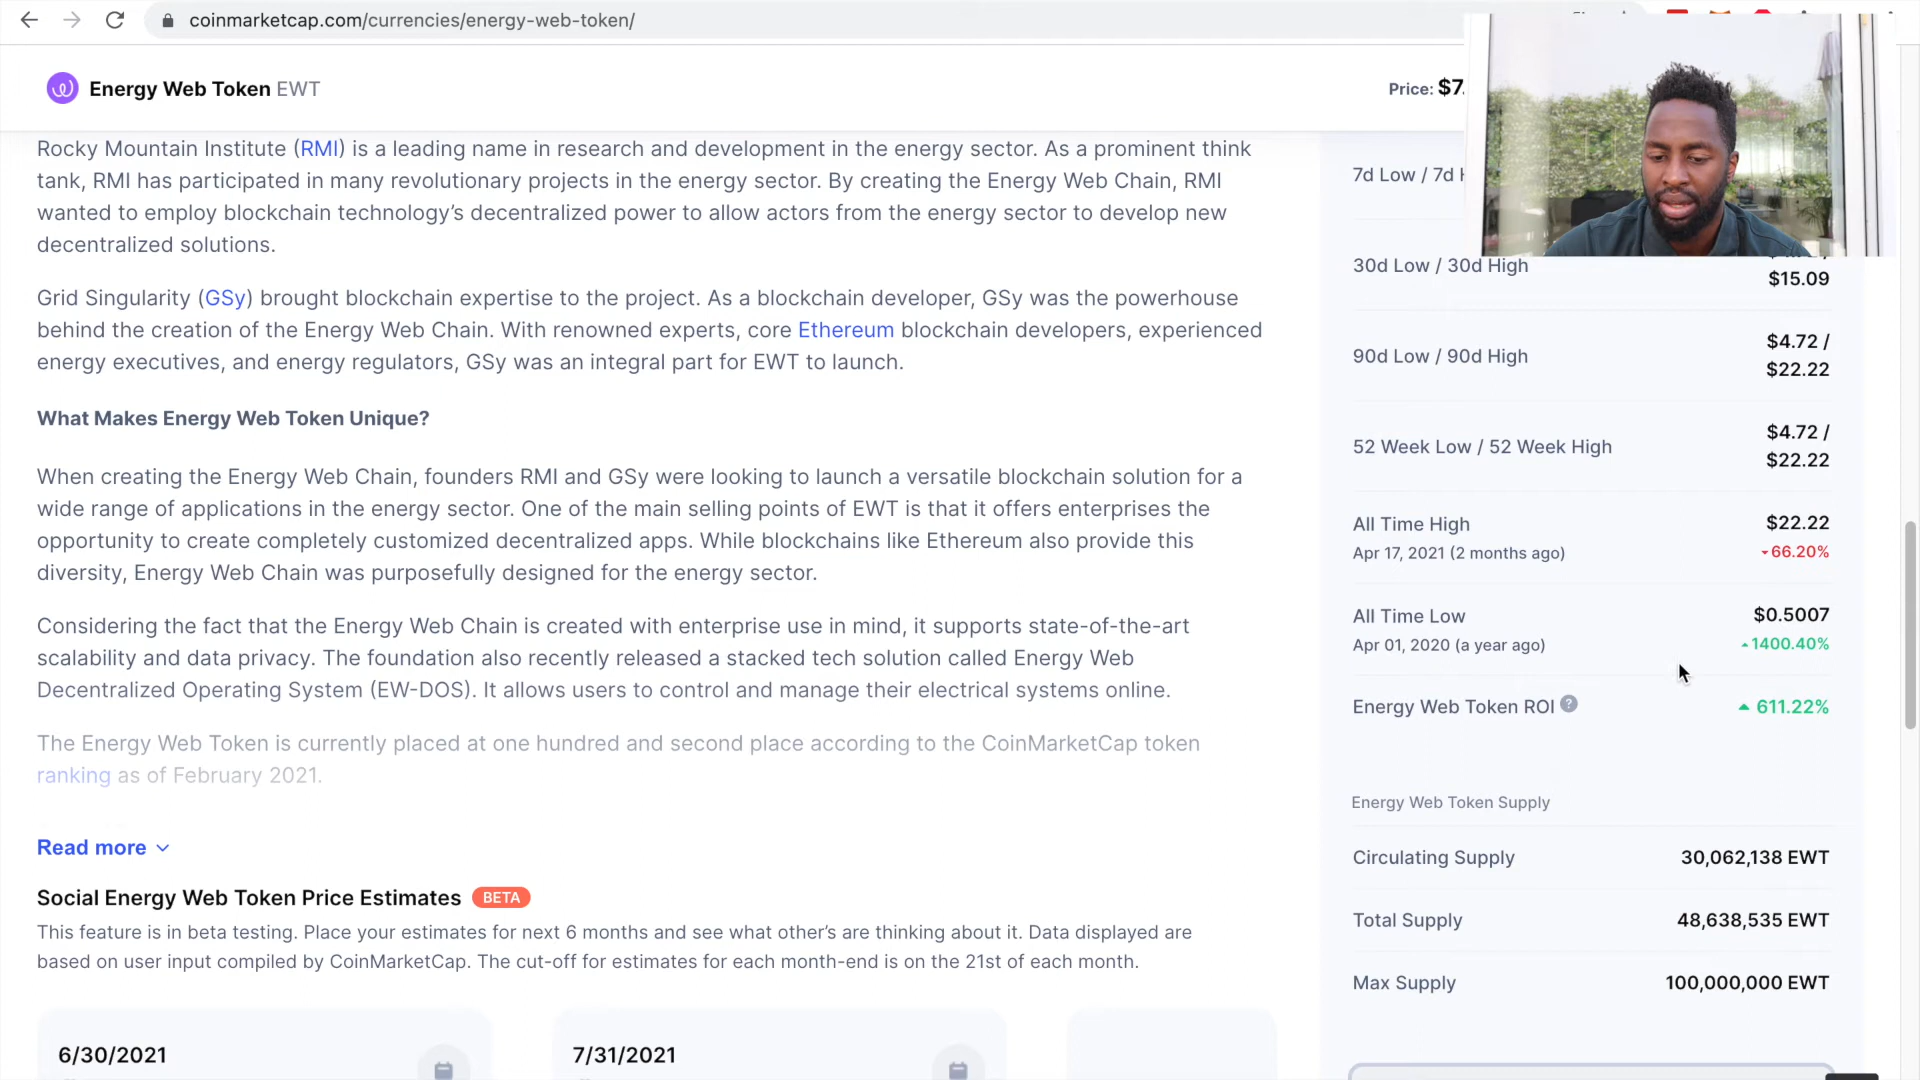 coinmarketcap.com/currencies/energy-web-token/
Energy Web Token EWT
Price: $7.
Rocky Mountain Institute (RMI) is a leading name in research and development in the energy sector. As a prominent think
tank, RMI has participated in many revolutionary projects in the energy sector. By creating the Energy Web Chain, RMI
wanted to employ blockchain technology’s decentralized power to allow actors from the energy sector to develop new
decentralized solutions.
Grid Singularity (GSy) brought blockchain expertise to the project. As a blockchain developer, GSy was the powerhouse
behind the creation of the Energy Web Chain. With renowned experts, core Ethereum blockchain developers, experienced
energy executives, and energy regulators, GSy was an integral part for EWT to launch.
What Makes Energy Web Token Unique?
When creating the Energy Web Chain, founders RMI and GSy were looking to launch a versatile blockchain solution for a
wide range of applications in the energy sector. One of the main selling points of EWT is that it offers enterprises the
opportunity to create completely customized decentralized apps. While blockchains like Ethereum also provide this
diversity, Energy Web Chain was purposefully designed for the energy sector.
Considering the fact that the Energy Web Chain is created with enterprise use in mind, it supports state-of-the-art
scalability and data privacy. The foundation also recently released a stacked tech solution called Energy Web
Decentralized Operating System (EW-DOS). It allows users to control and manage their electrical systems online.
The Energy Web Token is currently placed at one hundred and second place according to the CoinMarketCap token
ranking as of February 2021.
Read more
Social Energy Web Token Price Estimates BETA
This feature is in beta testing. Place your estimates for next 6 months and see what other’s are thinking about it. Data displayed are
based on user input compiled by CoinMarketCap. The cut-off for estimates for each month-end is on the 21st of each month.
6/30/2021
7/31/2021
7d Low / 7d
30d Low / 30d High
$15.09
90d Low / 90d High
$4.72 /
$22.22
52 Week Low / 52 Week High
$4.72 /
$22.22
All Time High
$22.22
Apr 17, 2021 (2 months ago)
66.20%
All Time Low
$0.5007
Apr 01, 2020 (a year ago)
1400.40%
Energy Web Token ROI ?
611.22%
Energy Web Token Supply
Circulating Supply
30,062,138 EWT
Total Supply
48,638,535 EWT
Max Supply
100,000,000 EWT